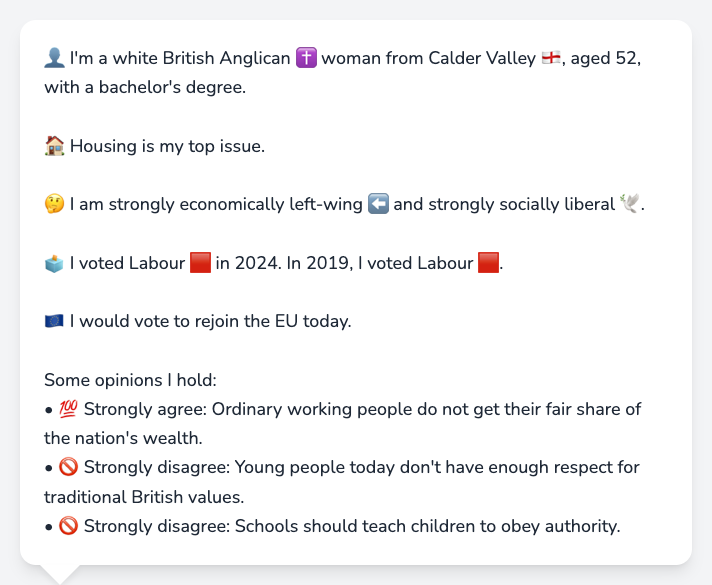 👤 I'm a white British Anglican ✝️ woman from Calder Valley 🏴󠁧󠁢󠁥󠁮󠁧󠁿, aged 52,
with a bachelor's degree.
🏠 Housing is my top issue.
🤔 I am strongly economically left-wing ⬅️ and strongly socially liberal 🕊️.
🗳️ I voted Labour 🟥 in 2024. In 2019, I voted Labour 🟥.
🇪🇺 I would vote to rejoin the EU today.
Some opinions I hold:
• 💯 Strongly agree: Ordinary working people do not get their fair share of
the nation's wealth.
• 🚫 Strongly disagree: Young people today don't have enough respect for
traditional British values.
• 🚫 Strongly disagree: Schools should teach children to obey authority.